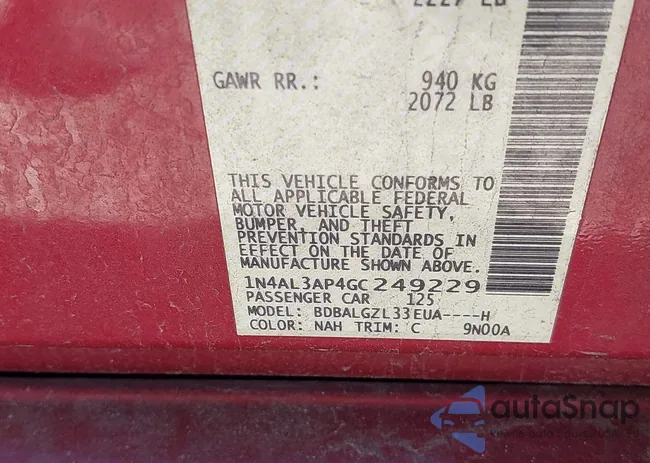 GAWR RR.: 940 KG
2072 LB
THIS VEHICLE CONFORMS TO
ALL APPLICABLE FEDERAL
MOTOR VEHICLE SAFETY,
BUMPER, AND THEFT
PREVENTION STANDARDS IN
EFFECT ON THE DATE OF
MANUFACTURE SHOWN ABOVE.
1N4AL3AP4GC249229
PASSENGER CAR 125
MODEL: BDBALGZL33EUA----H
COLOR: NAH TRIM: C 9N00A
autaSnap